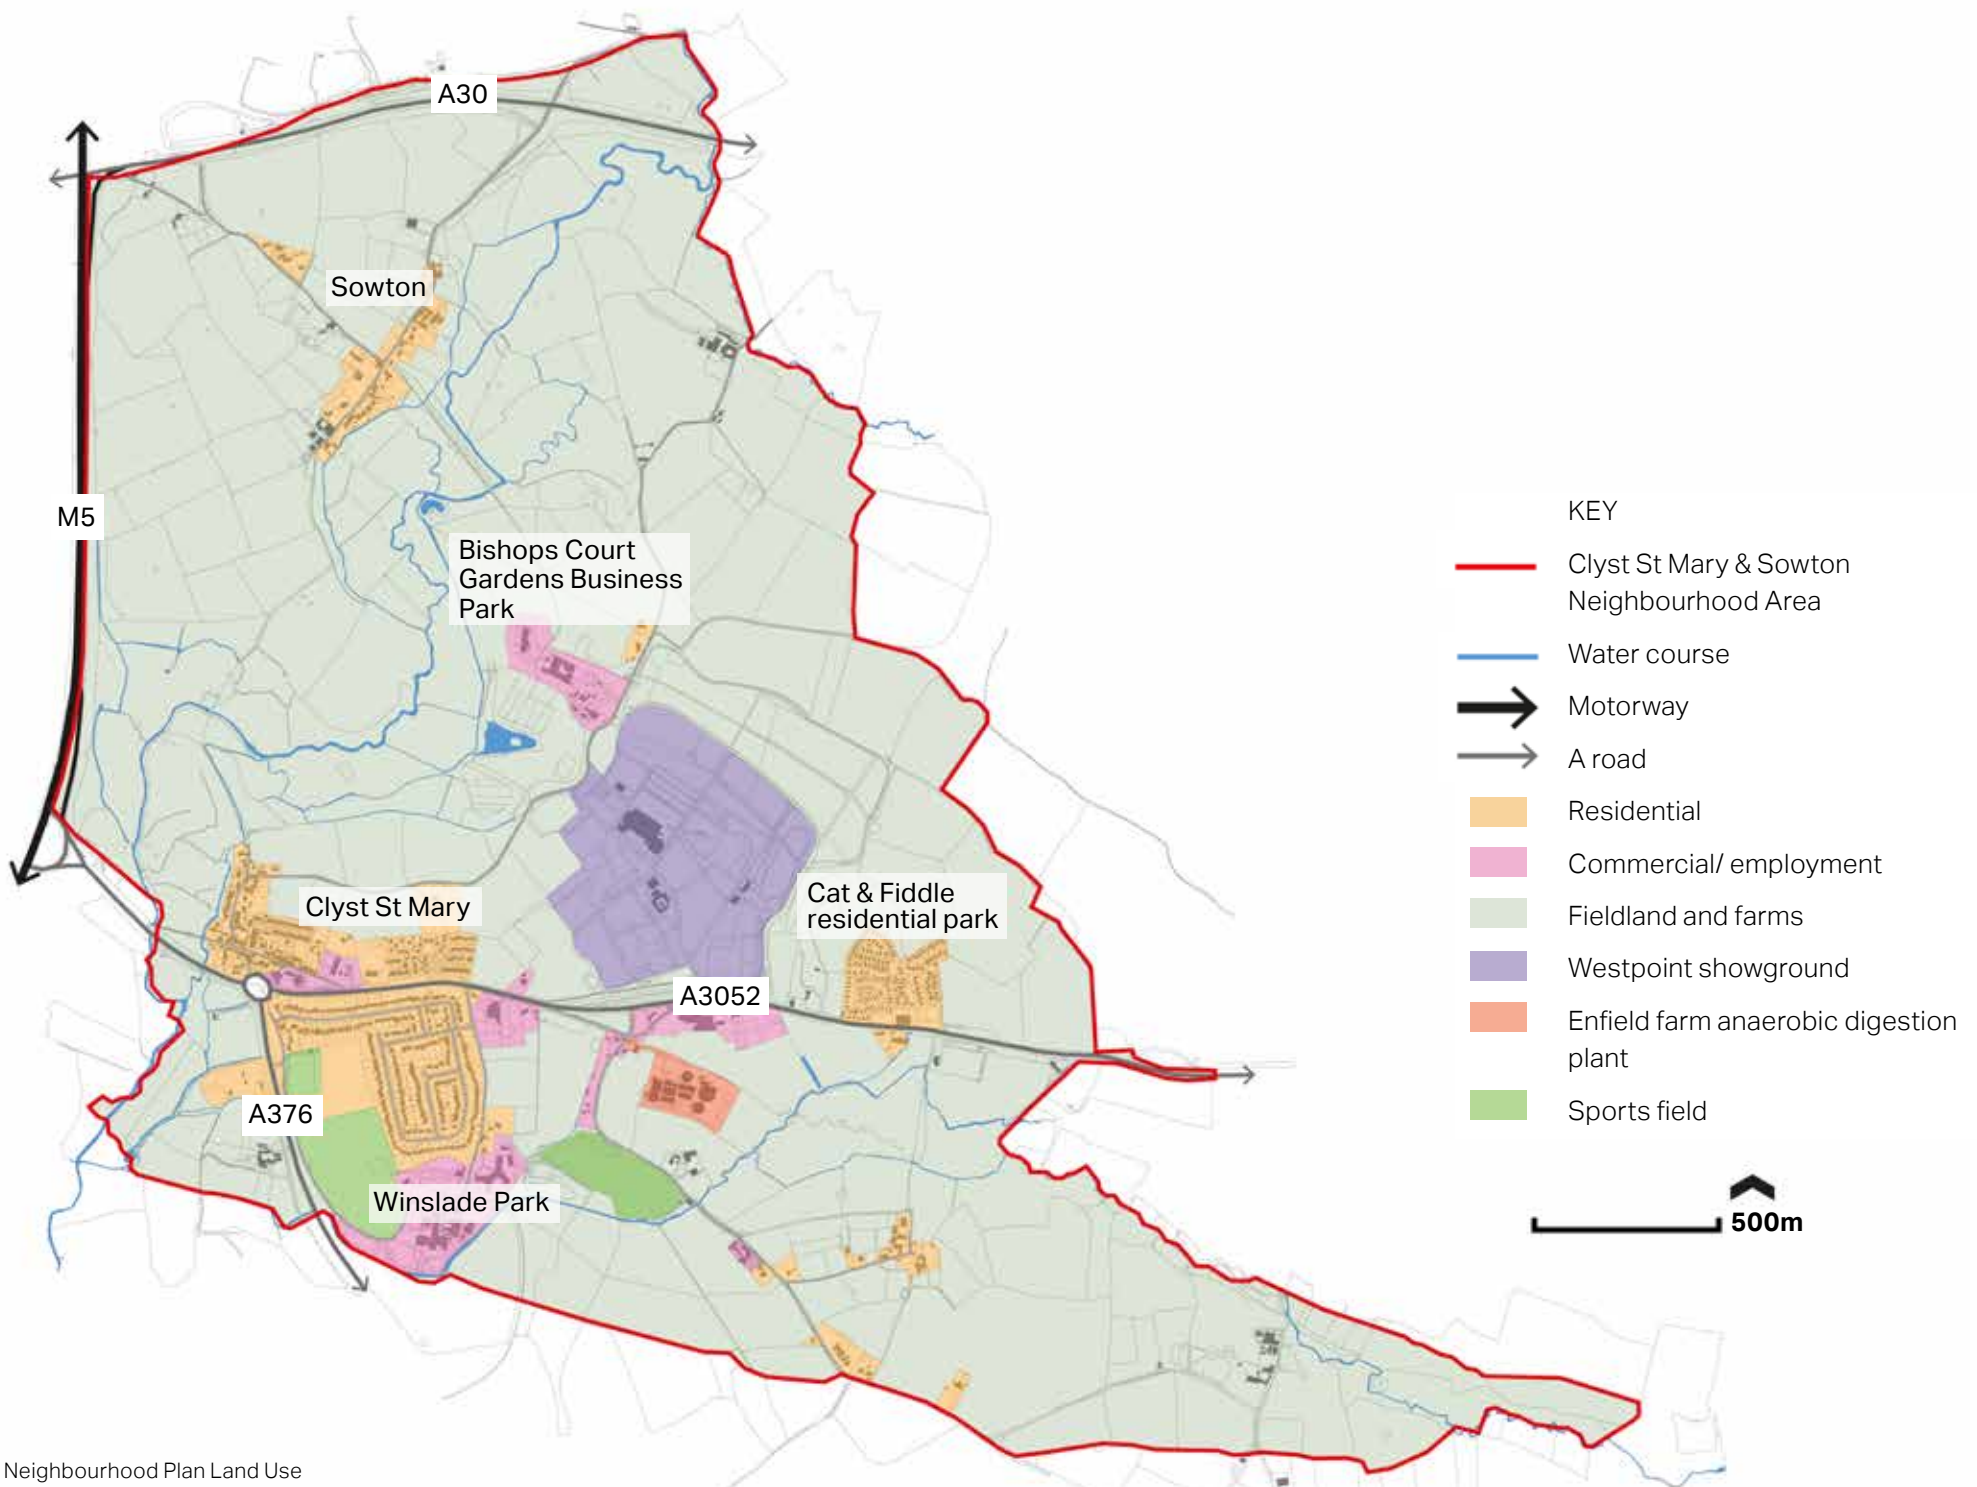 A30
Sowton
M5
Bishops Court
Gardens Business
Park
Clyst St Mary
Cat & Fiddle
residential park
A3052
A376
Winslade Park
KEY
Clyst St Mary & Sowton
Neighbourhood Area
Water course
Motorway
A road
Residential
Commercial/ employment
Fieldland and farms
Westpoint showground
Enfield farm anaerobic digestion
plant
Sports field
500m
Neighbourhood Plan Land Use